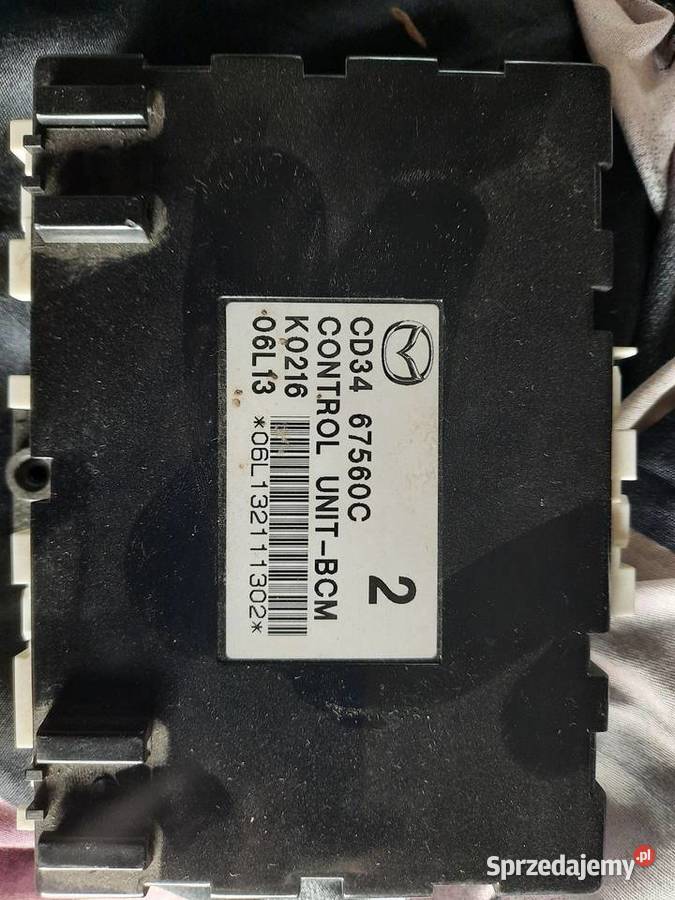 CD34 67560C
2
CONTROL UNIT-BCM
K0216
06L13 *06L132111302*
Sprzedajemy.pl